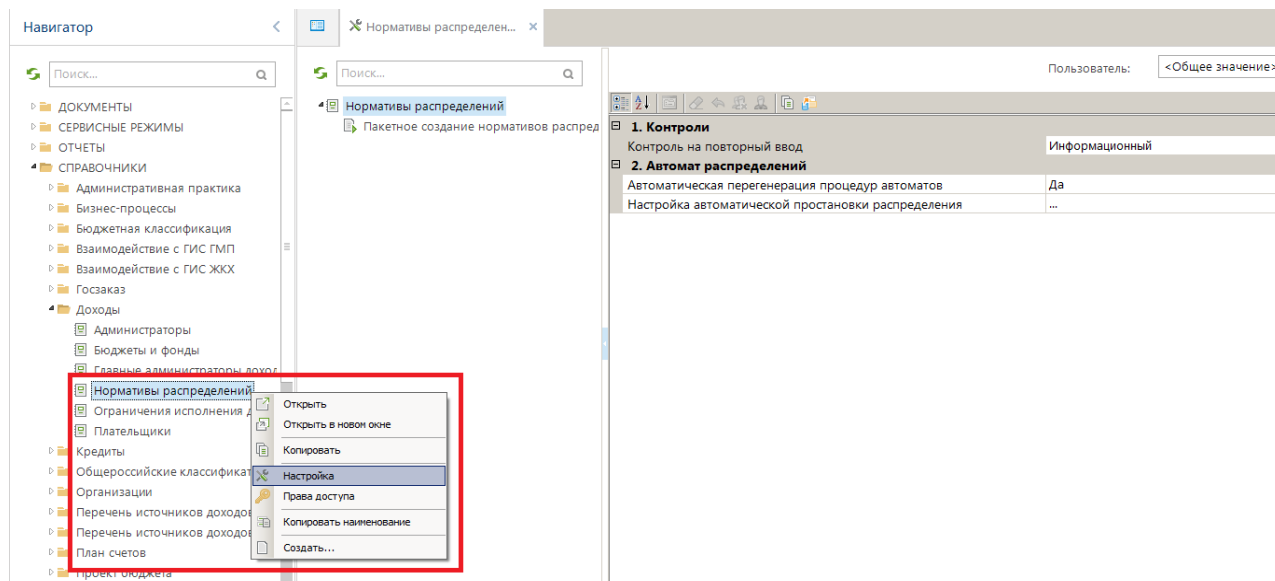 Навигатор
Нормативы распределен...
Поиск...
ДОКУМЕНТЫ
СЕРВИСНЫЕ РЕЖИМЫ
ОТЧЕТЫ
СПРАВОЧНИКИ
Административная практика
Бизнес-процессы
Бюджетная классификация
Взаимодействие с ГИС ГМП
Взаимодействие с ГИС ЖКХ
Госзаказ
Доходы
Администраторы
Бюджеты и фонды
Главные администраторы доход
Нормативы распределений
Ограничения исполнения д
Плательщики
Кредиты
Общероссийские классификат
Организации
Перечень источников доходов
Перечень источников доходов
План счетов
Проект бюджета
Открыть
Открыть в новом окне
Копировать
Настройка
Права доступа
Копировать наименование
Создать...
Поиск...
Нормативы распределений
Пакетное создание нормативов распред
Пользователь: <Общее значение>
1. Контроли
Контроль на повторный ввод Информационный
2. Автомат распределений
Автоматическая перегенерация процедур автоматов Да
Настройка автоматической простановки распределения ...